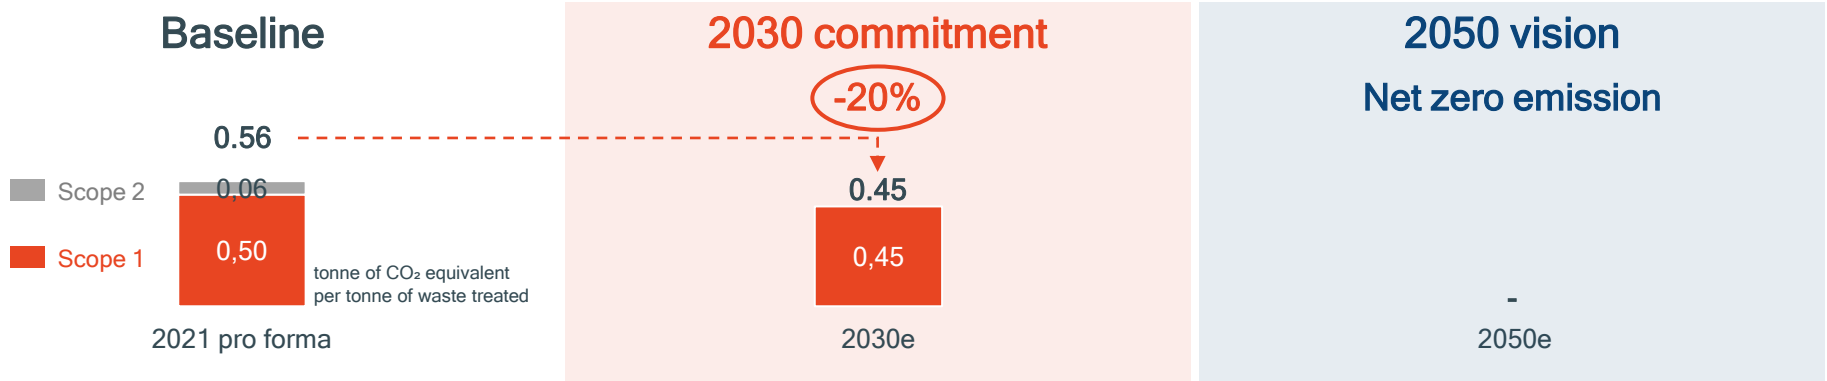 Baseline
2030 commitment
2050 vision
-20%
Net zero emission
0.56
Scope 2
0,06
0.45
Scope 1
0,50
0,45
tonne of CO₂ equivalent
per tonne of waste treated
-
2021 pro forma
2030e
2050e